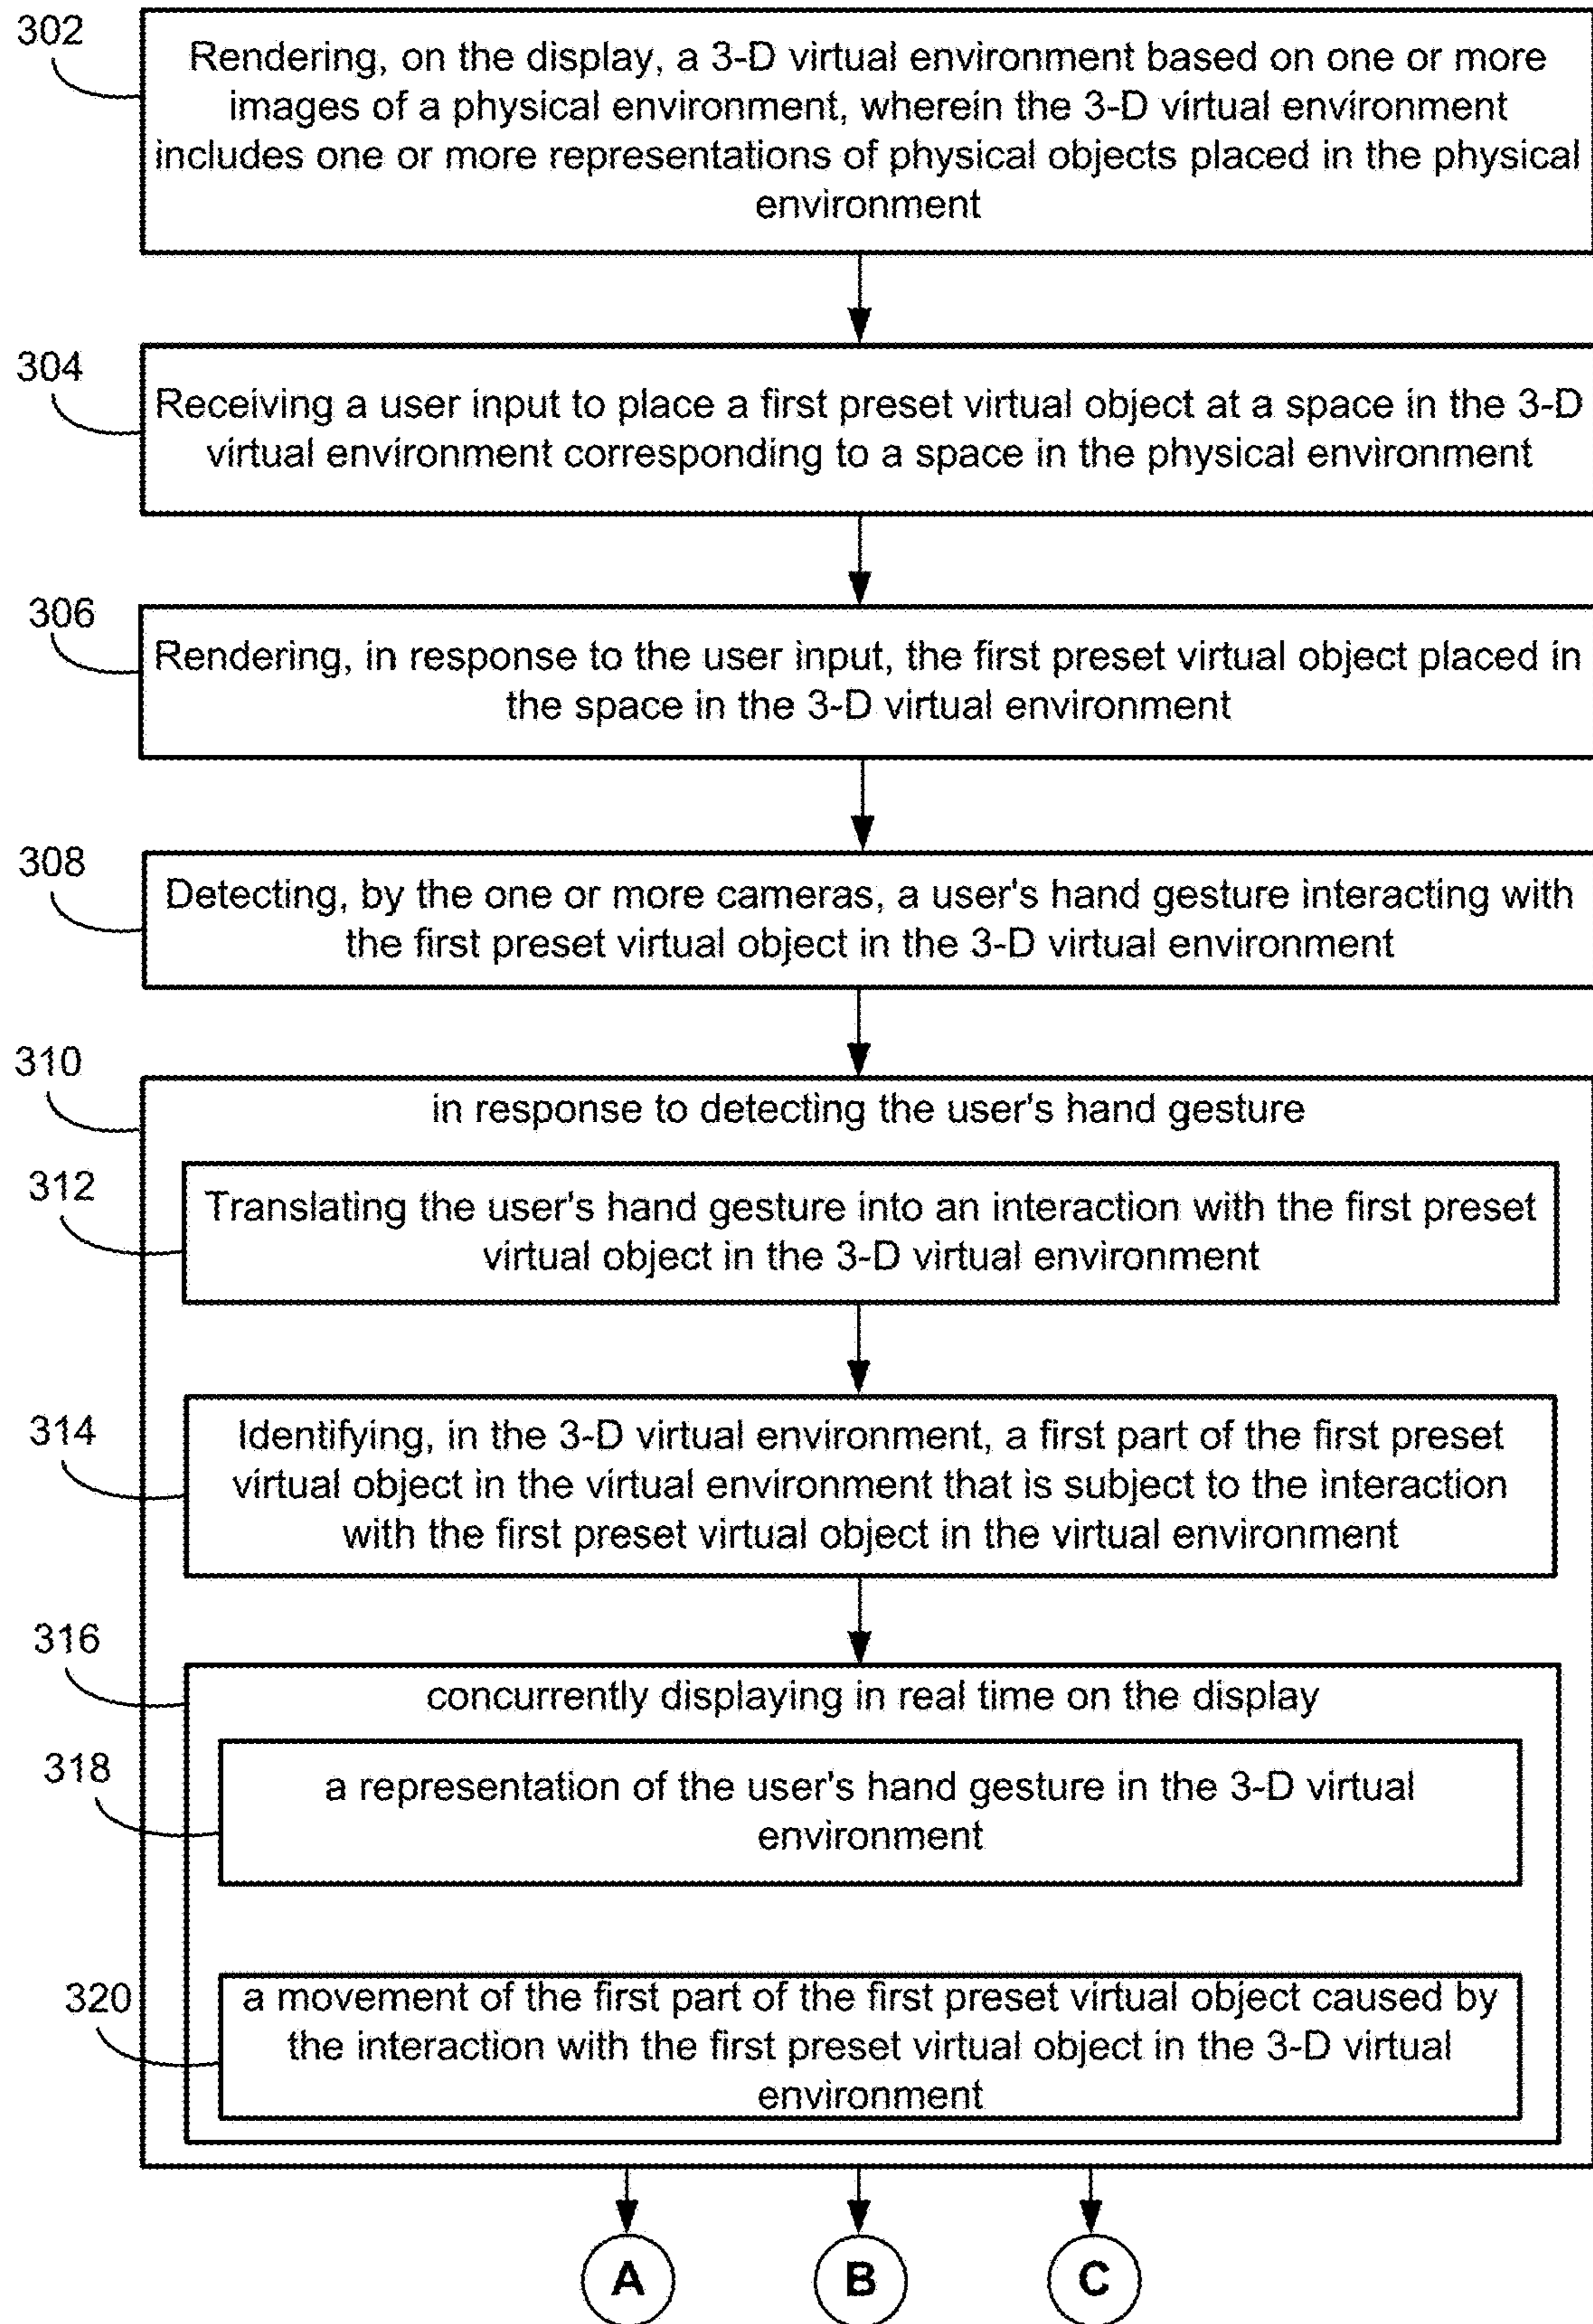 302
Rendering, on the display, a 3-D virtual environment based on one or more
images of a physical environment, wherein the 3-D virtual environment
includes one or more representations of physical objects placed in the physical
environment
304
Receiving a user input to place a first preset virtual object at a space in the 3-D
virtual environment corresponding to a space in the physical environment
306
Rendering, in response to the user input, the first preset virtual object placed in
the space in the 3-D virtual environment
308
Detecting, by the one or more cameras, a user's hand gesture interacting with
the first preset virtual object in the 3-D virtual environment
310
in response to detecting the user's hand gesture
312
Translating the user's hand gesture into an interaction with the first preset
virtual object in the 3-D virtual environment
314
Identifying, in the 3-D virtual environment, a first part of the first preset
virtual object in the virtual environment that is subject to the interaction
with the first preset virtual object in the virtual environment
316
concurrently displaying in real time on the display
318
a representation of the user's hand gesture in the 3-D virtual
environment
320
a movement of the first part of the first preset virtual object caused by
the interaction with the first preset virtual object in the 3-D virtual
environment
A
B
C